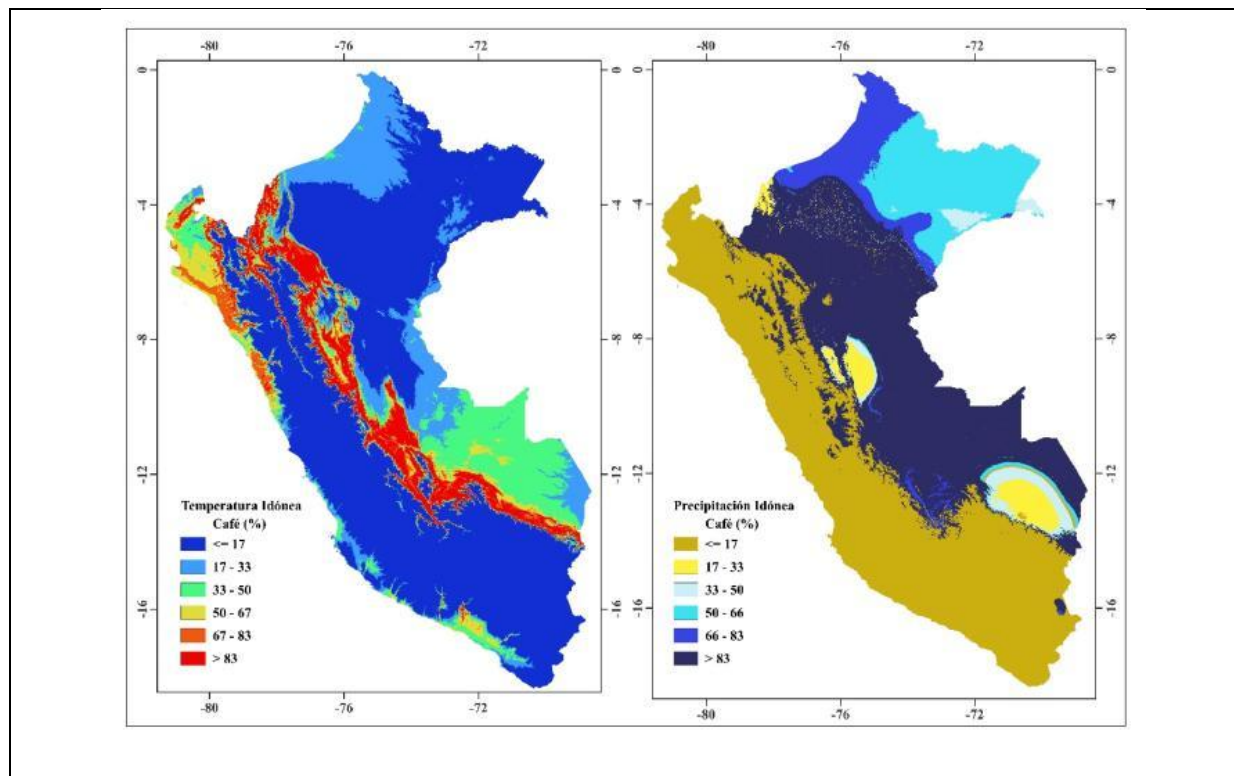 -80 -76 -72
0 0
-4 -4
-8 -8
-12 -12
-16 -16
Temperatura Idónea
Café (%)
<= 17
17 - 33
33 - 50
50 - 67
67 - 83
> 83
-80 -76 -72
-80 -76 -72
0 0
-4 -4
-8 -8
-12 -12
-16 -16
Precipitación Idónea
Café (%)
<= 17
17 - 33
33 - 50
50 - 66
66 - 83
> 83
-80 -76 -72